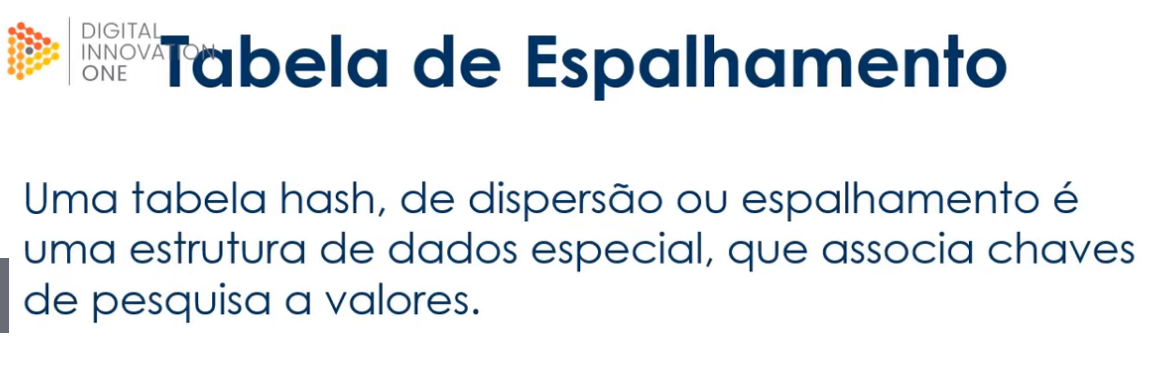 DIGITAL
INNOVATION
ONE
Tabela de Espalhamento
Uma tabela hash, de dispersão ou espalhamento é
uma estrutura de dados especial, que associa chaves
de pesquisa a valores.